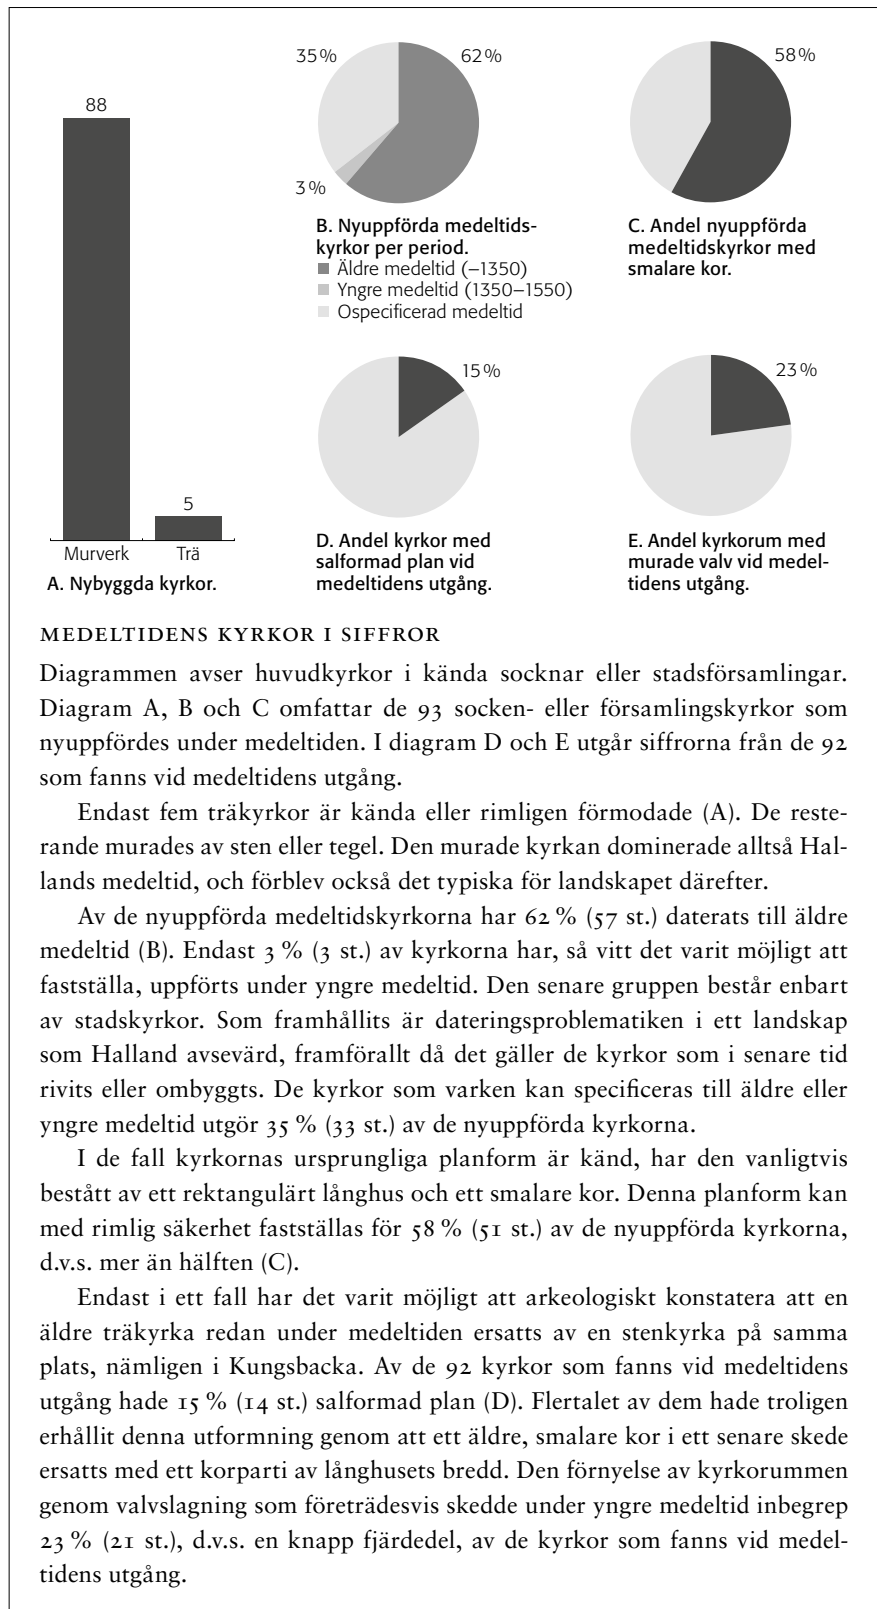 88
5
Murverk
Trä
A. Nybyggda kyrkor.
35 %
62 %
3 %
B. Nyuppförda medeltids-
kyrkor per period.
Äldre medeltid (–1350)
Yngre medeltid (1350–1550)
Ospecificerad medeltid
58 %
C. Andel nyuppförda
medeltidskyrkor med
smalare kor.
15 %
D. Andel kyrkor med
salformad plan vid
medeltidens utgång.
23 %
E. Andel kyrkorum med
murade valv vid medel-
tidens utgång.
MEDELTIDENS KYRKOR I SIFFROR
Diagrammen avser huvudkyrkor i kända socknar eller stadsförsamlingar.
Diagram A, B och C omfattar de 93 socken- eller församlingskyrkor som
nyuppfördes under medeltiden. I diagram D och E utgår siffrorna från de 92
som fanns vid medeltidens utgång.
Endast fem träkyrkor är kända eller rimligen förmodade (A). De reste-
rande murades av sten eller tegel. Den murade kyrkan dominerade alltså Hal-
lands medeltid, och förblev också det typiska för landskapet därefter.
Av de nyuppförda medeltidskyrkorna har 62 % (57 st.) daterats till äldre
medeltid (B). Endast 3 % (3 st.) av kyrkorna har, så vitt det varit möjligt att
fastställa, uppförts under yngre medeltid. Den senare gruppen består enbart
av stadskyrkor. Som framhållits är dateringsproblematiken i ett landskap
som Halland avsevärd, framförallt då det gäller de kyrkor som i senare tid
rivits eller ombyggts. De kyrkor som varken kan specificeras till äldre eller
yngre medeltid utgör 35 % (33 st.) av de nyuppförda kyrkorna.
I de fall kyrkornas ursprungliga planform är känd, har den vanligtvis
bestått av ett rektangulärt långhus och ett smalare kor. Denna planform kan
med rimlig säkerhet fastställas för 58 % (51 st.) av de nyuppförda kyrkorna,
d.v.s. mer än hälften (C).
Endast i ett fall har det varit möjligt att arkeologiskt konstatera att en
äldre träkyrka redan under medeltiden ersatts av en stenkyrka på samma
plats, nämligen i Kungsbacka. Av de 92 kyrkor som fanns vid medeltidens
utgång hade 15 % (14 st.) salformad plan (D). Flertalet av dem hade troligen
erhållit denna utformning genom att ett äldre, smalare kor i ett senare skede
ersatts med ett korparti av långhusets bredd. Den förnyelse av kyrkorummen
genom valvslagning som företrädesvis skedde under yngre medeltid inbegrep
23 % (21 st.), d.v.s. en knapp fjärdedel, av de kyrkor som fanns vid medel-
tidens utgång.